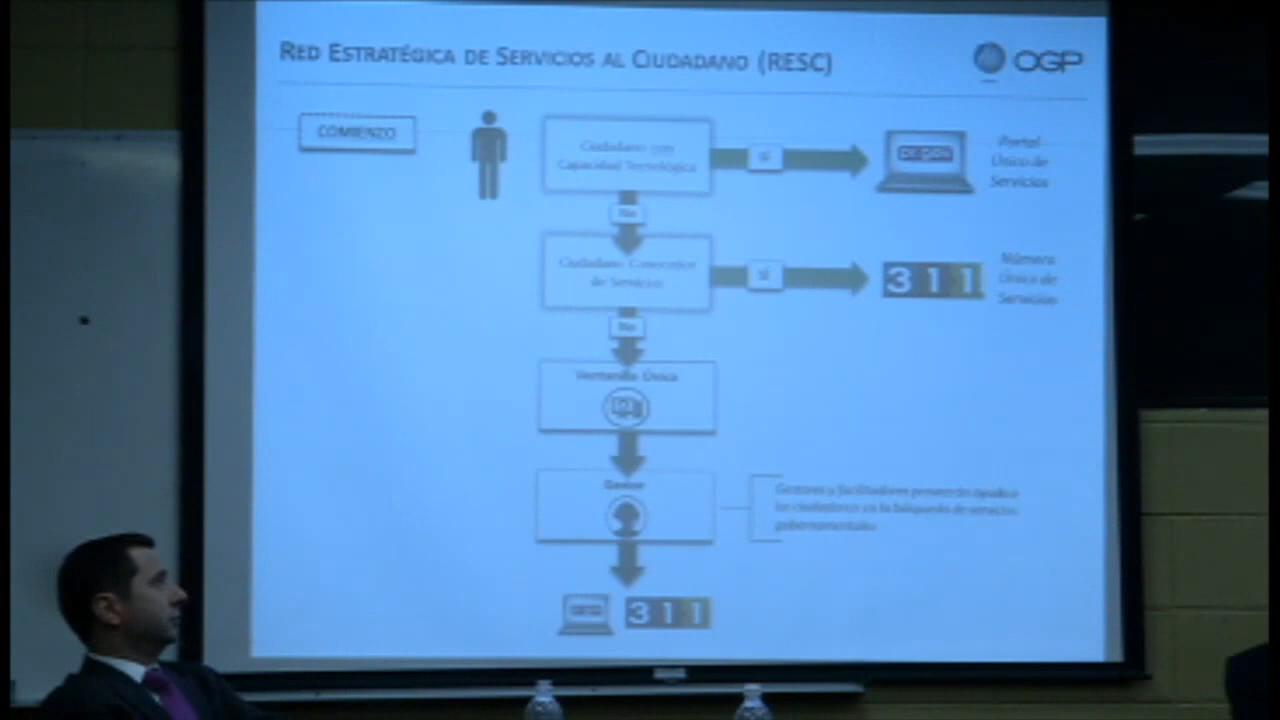 RED ESTRATÉGICA DE SERVICIOS AL CIUDADANO (RESC)
OGP
COMIENZO
Ciudadano con
Capacidad Tecnológica
Sí
pr.gov
Portal
Único de
Servicios
No
Ciudadano Conocedor
de Servicios
Sí
311
Número
Único de
Servicios
No
Ventanilla Única
Gestor
Gestores y facilitadores proveerán ayuda a
los ciudadanos en la búsqueda de servicios
gubernamentales
311